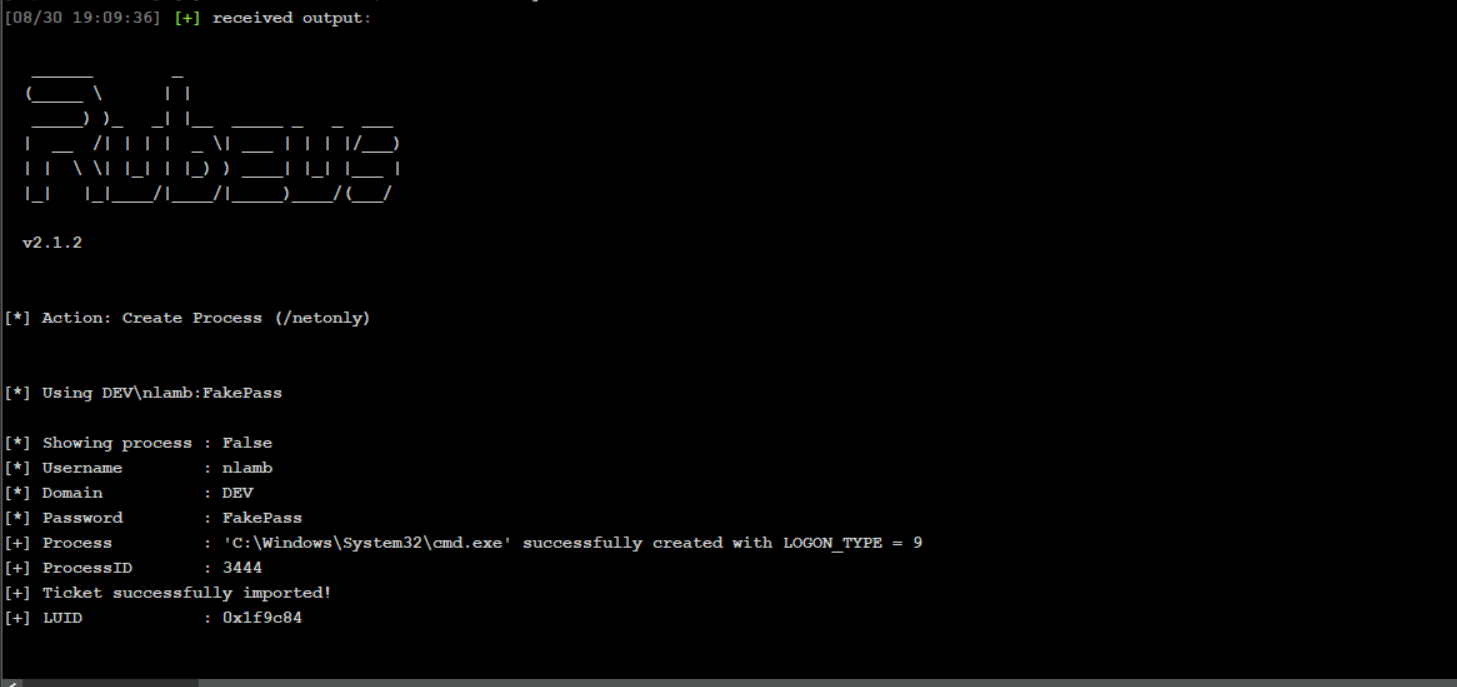 [08/30 19:09:36] [+] received output:
   ______        _
  (_____ \      | |
   _____) )_   _| |__  _____ _   _  ___
  |  __  /| | | |  _ \| ___ | | | |/___)
  | |  \ \| |_| | |_) ) ____| |_| |___ |
  |_|   |_|____/|____/|_____)____/(___/
  v2.1.2
[*] Action: Create Process (/netonly)
[*] Using DEV\nlamb:FakePass
[*] Showing process : False
[*] Username        : nlamb
[*] Domain          : DEV
[*] Password        : FakePass
[+] Process         : 'C:\Windows\System32\cmd.exe' successfully created with LOGON_TYPE = 9
[+] ProcessID       : 3444
[+] Ticket successfully imported!
[+] LUID            : 0x1f9c84